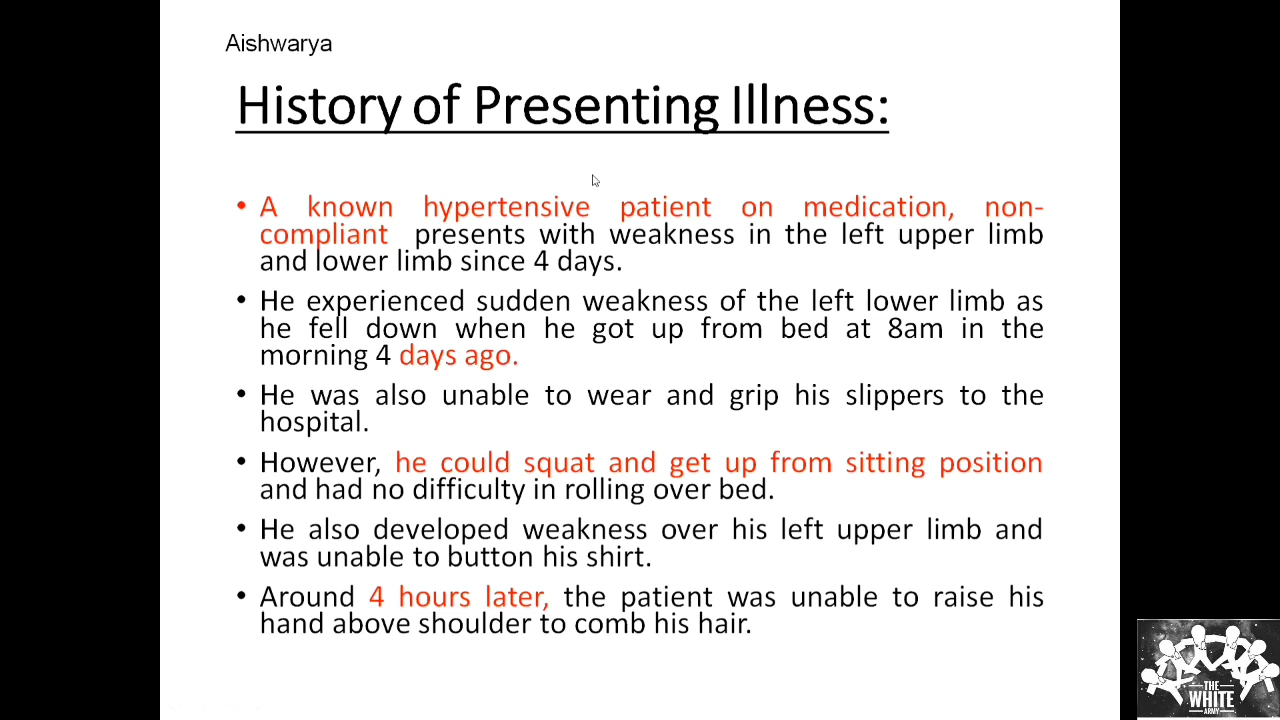 Aishwarya
History of Presenting Illness:
• A known hypertensive patient on medication, non-
compliant presents with weakness in the left upper limb
and lower limb since 4 days.
• He experienced sudden weakness of the left lower limb as
he fell down when he got up from bed at 8am in the
morning 4 days ago.
• He was also unable to wear and grip his slippers to the
hospital.
• However, he could squat and get up from sitting position
and had no difficulty in rolling over bed.
• He also developed weakness over his left upper limb and
was unable to button his shirt.
• Around 4 hours later, the patient was unable to raise his
hand above shoulder to comb his hair.
THE
WHITE
ARMY